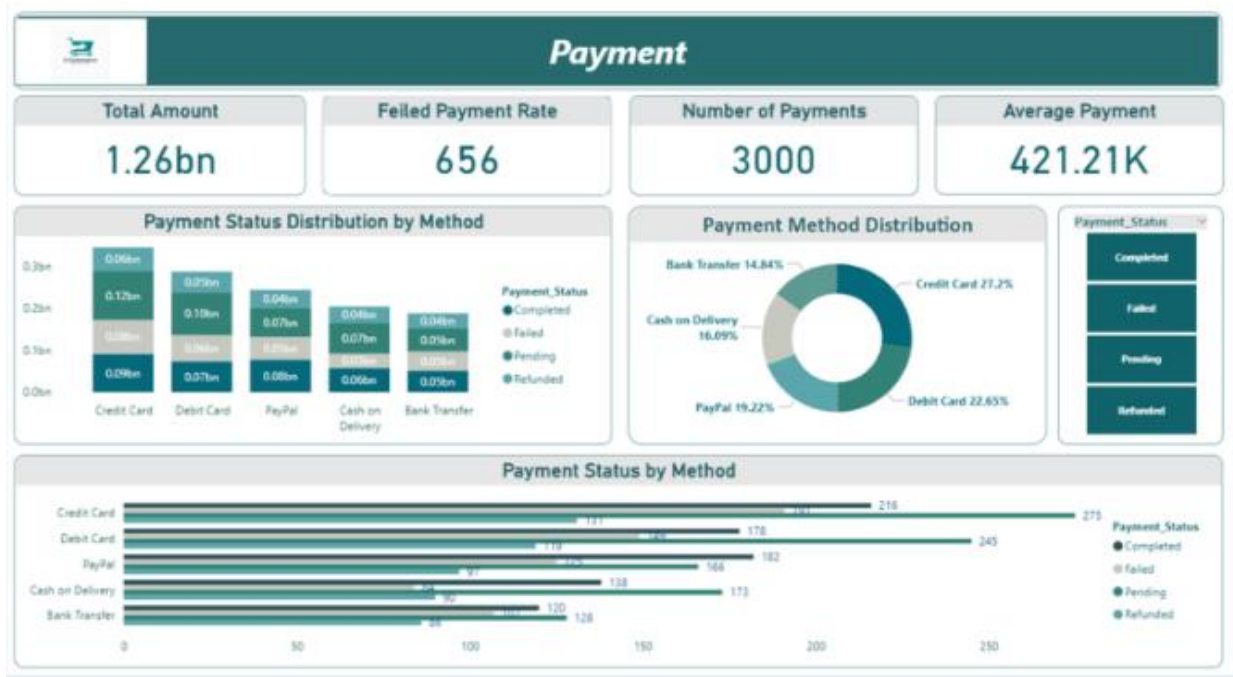 Payment
Total Amount
1.26bn
Feiled Payment Rate
656
Number of Payments
3000
Average Payment
421.21K
Payment Status Distribution by Method
0.3bn
0.2bn
0.1bn
0.0bn
0.06bn
0.12bn
0.09bn
0.05bn
0.10bn
0.07bn
0.04bn
0.07bn
0.08bn
0.04bn
0.07bn
0.06bn
0.04bn
0.05bn
0.05bn
Credit Card
Debit Card
PayPal
Cash on
Delivery
Bank Transfer
Payment_Status
Completed
Failed
Pending
Refunded
Payment Method Distribution
Bank Transfer 14.84%
Credit Card 27.2%
Cash on Delivery
16.09%
PayPal 19.22%
Debit Card 22.65%
Payment_Status
Completed
Failed
Pending
Refunded
Payment Status by Method
Credit Card
216
275
131
Debit Card
178
245
119
PayPal
182
125
166
97
Cash on Delivery
138
173
90
Bank Transfer
120
107
128
0
50
100
150
200
250
Payment_Status
Completed
Failed
Pending
Refunded